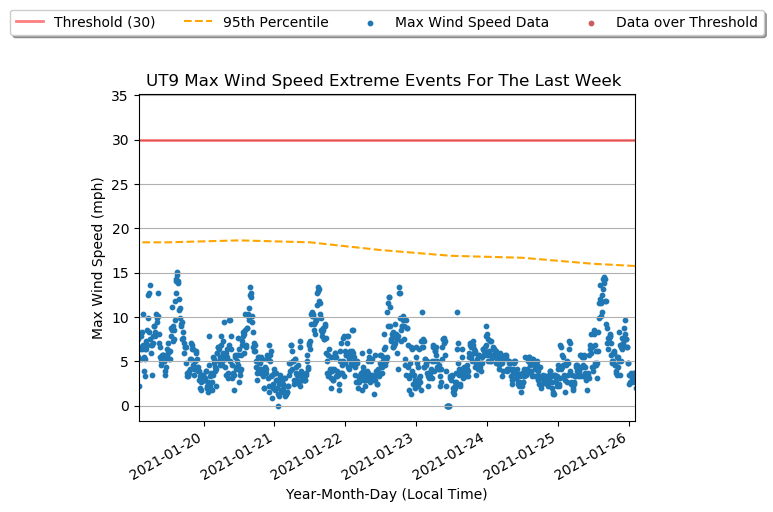 Threshold (30) 95th Percentile Max Wind Speed Data Data over Threshold
UT9 Max Wind Speed Extreme Events For The Last Week
35
30
25
20
15
10
5
0
Max Wind Speed (mph)
2021-01-20 2021-01-21 2021-01-22 2021-01-23 2021-01-24 2021-01-25 2021-01-26
Year-Month-Day (Local Time)